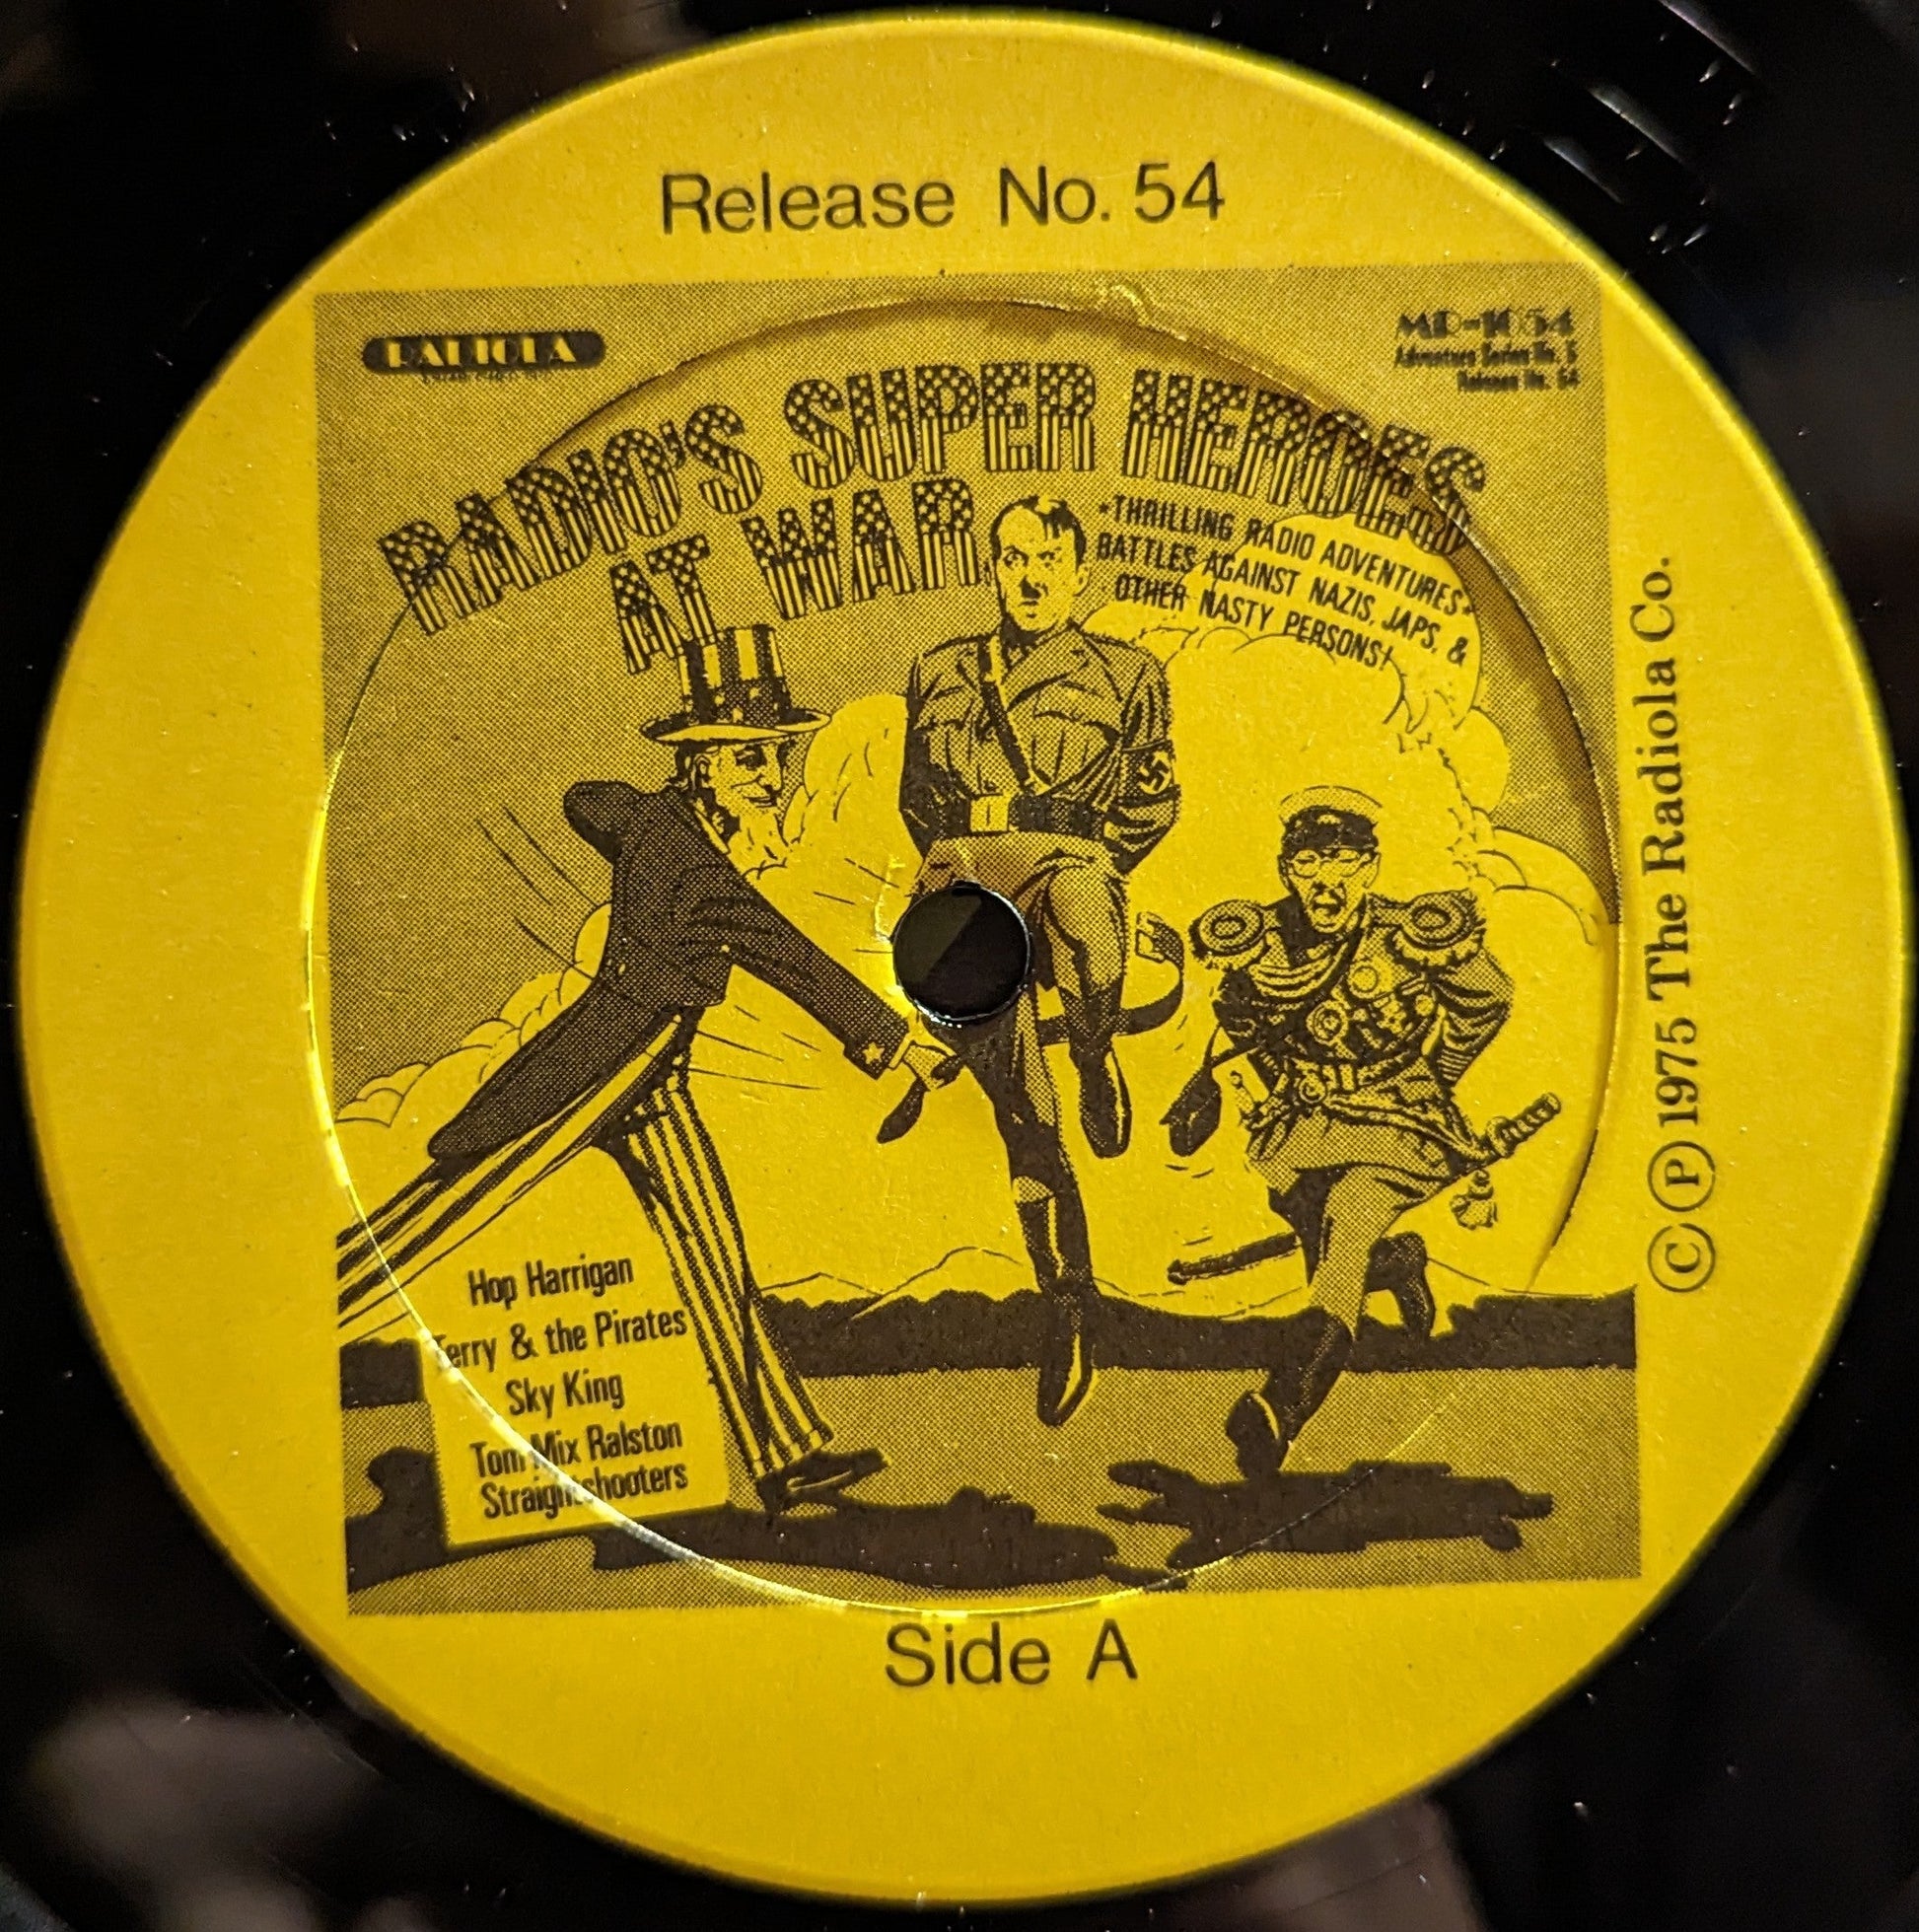 Release No. 54
RADIOLA
MR-1054
Adventure Series No. 5
Release No. 54
RADIO'S SUPER HEROES
AT WAR
*THRILLING RADIO ADVENTURES*
BATTLES AGAINST NAZIS, JAPS, &
OTHER NASTY PERSONS!
Hop Harrigan
Terry & the Pirates
Sky King
Tom Mix Ralston
Straightshooters
© ℗ 1975 The Radiola Co.
Side A